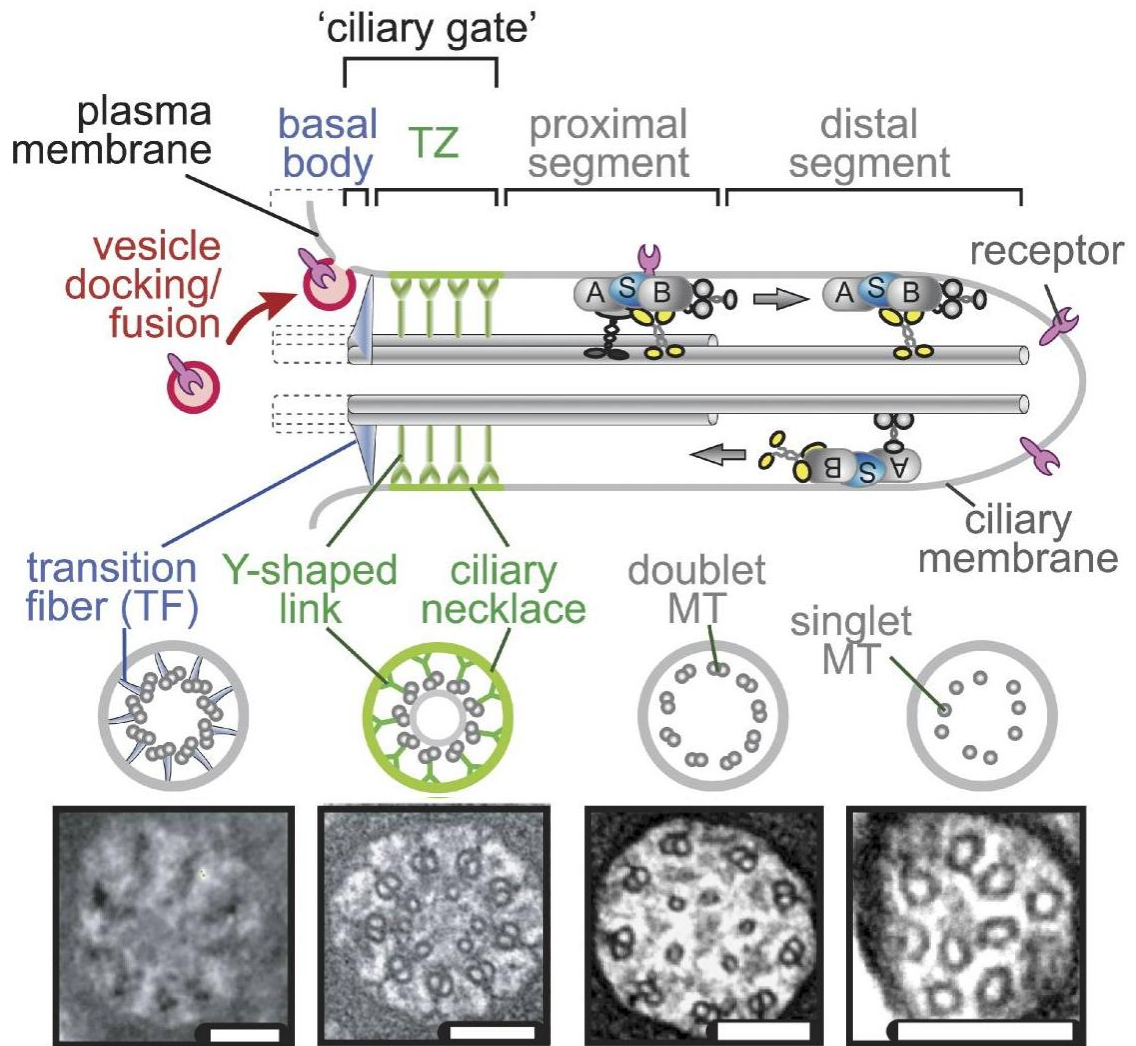 'ciliary gate'
plasma
membrane
basal
body
TZ
proximal
segment
distal
segment
vesicle
docking/
fusion
receptor
A S B
A S B
B S A
ciliary
membrane
transition
fiber (TF)
Y-shaped
link
ciliary
necklace
doublet
MT
singlet
MT